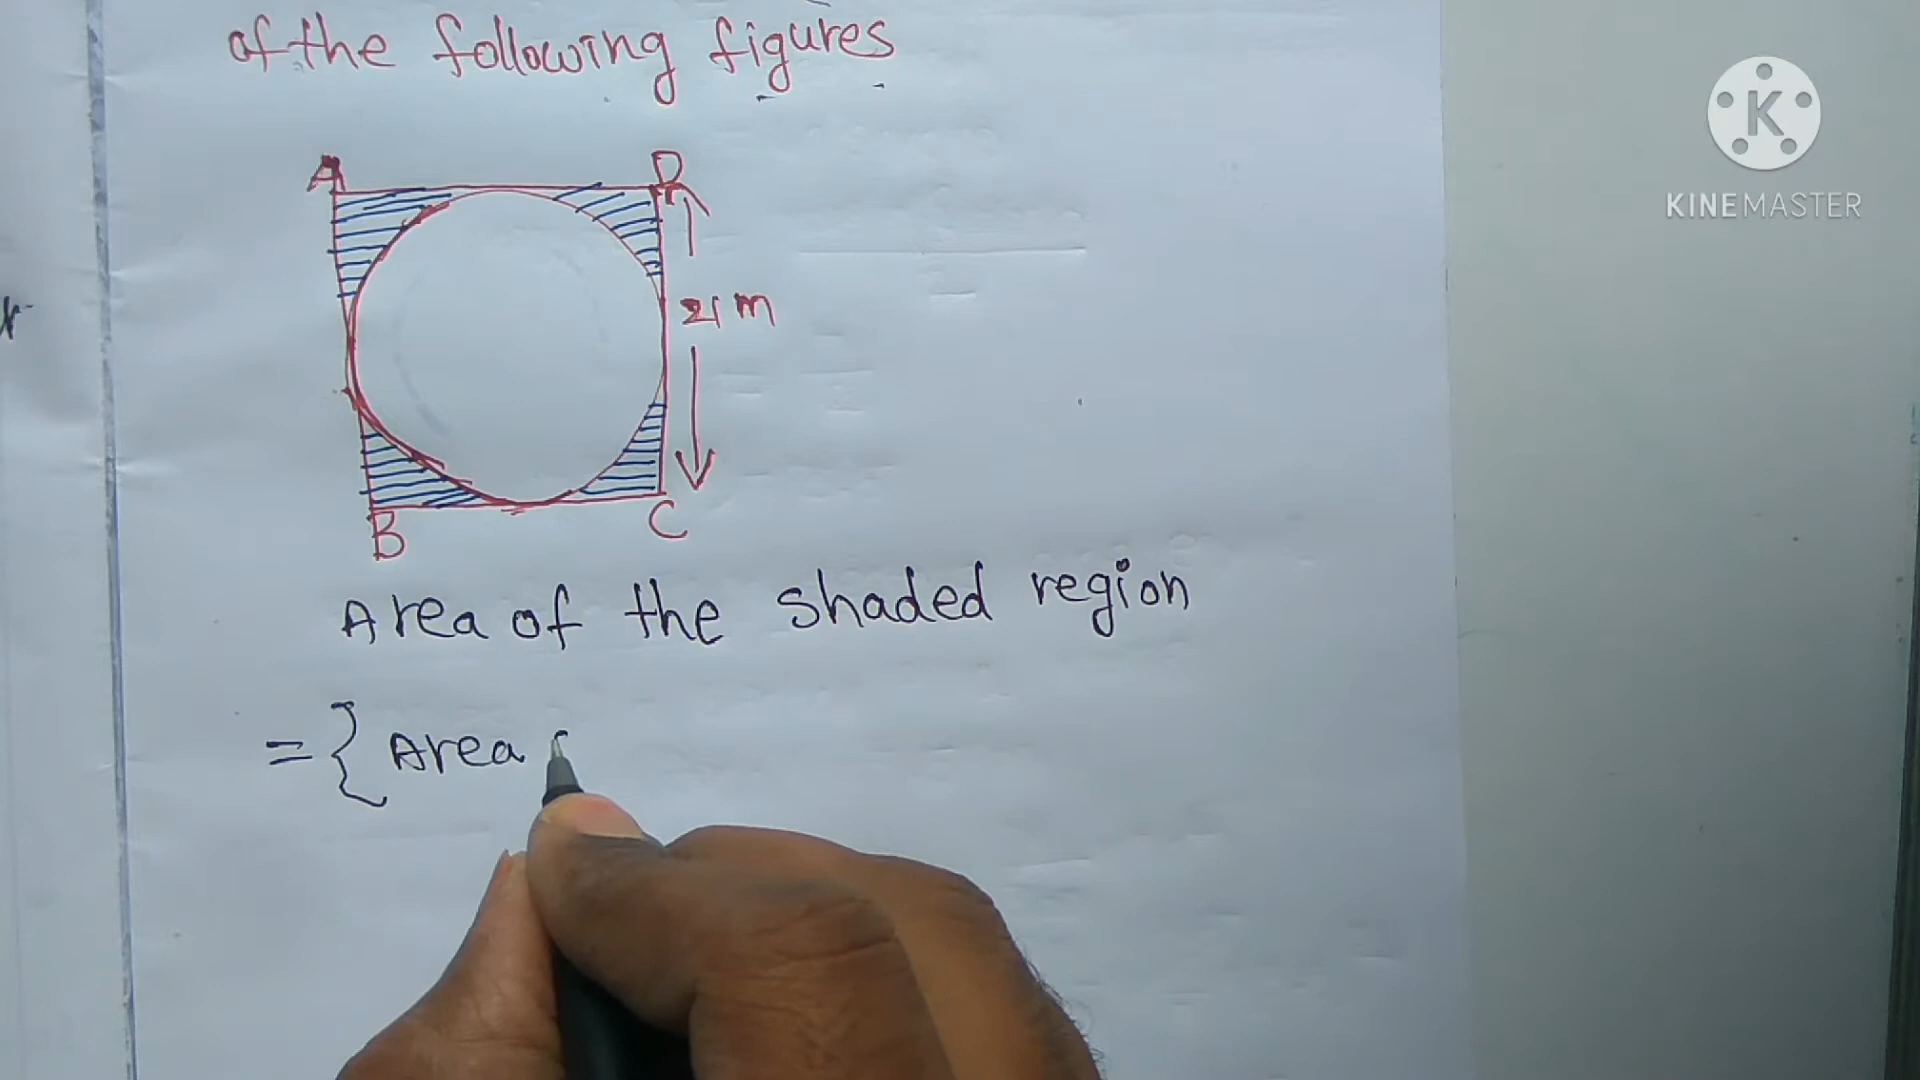 of the following figures
K
KINEMASTER
A
D
21 m
B
C
Area of the shaded region
= { Area